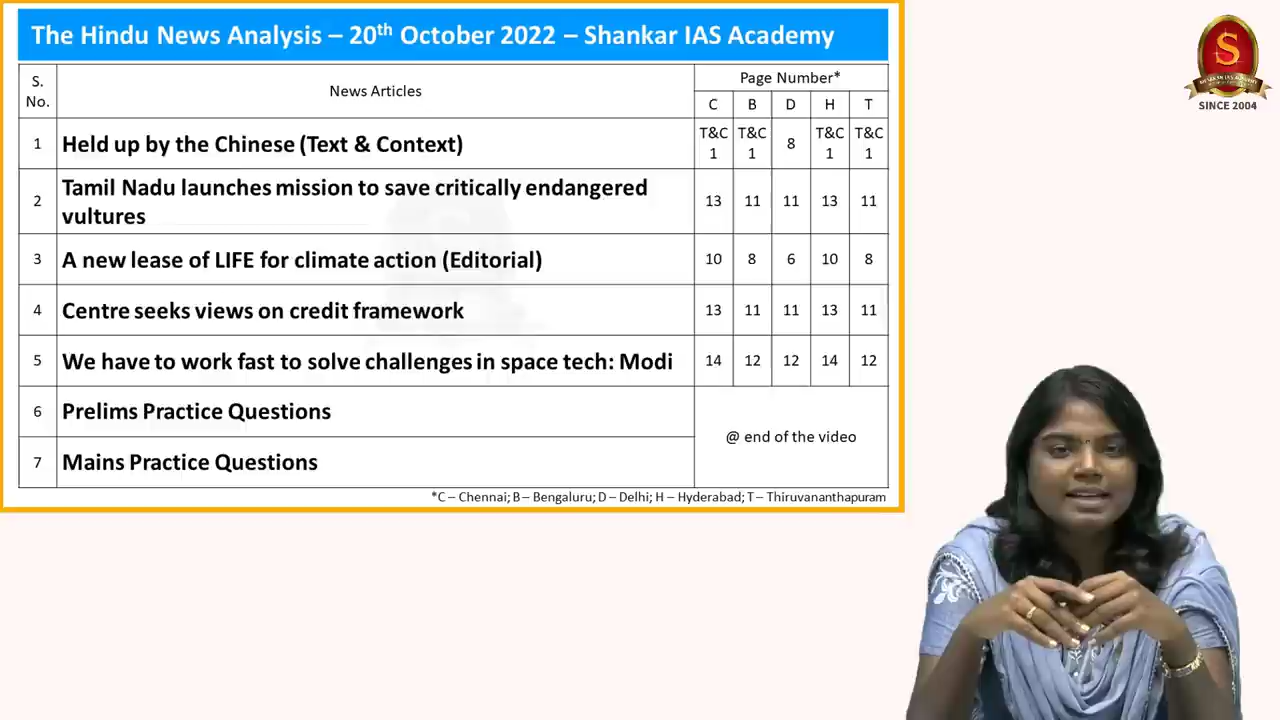 The Hindu News Analysis – 20th October 2022 – Shankar IAS Academy
S. No.
News Articles
Page Number*
C B D H T
1 Held up by the Chinese (Text & Context) T&C 1 T&C 1 8 T&C 1 T&C 1
2 Tamil Nadu launches mission to save critically endangered
vultures 13 11 11 13 11
3 A new lease of LIFE for climate action (Editorial) 10 8 6 10 8
4 Centre seeks views on credit framework 13 11 11 13 11
5 We have to work fast to solve challenges in space tech: Modi 14 12 12 14 12
6 Prelims Practice Questions
@ end of the video
7 Mains Practice Questions
*C – Chennai; B – Bengaluru; D – Delhi; H – Hyderabad; T – Thiruvananthapuram
S
SINCE 2004